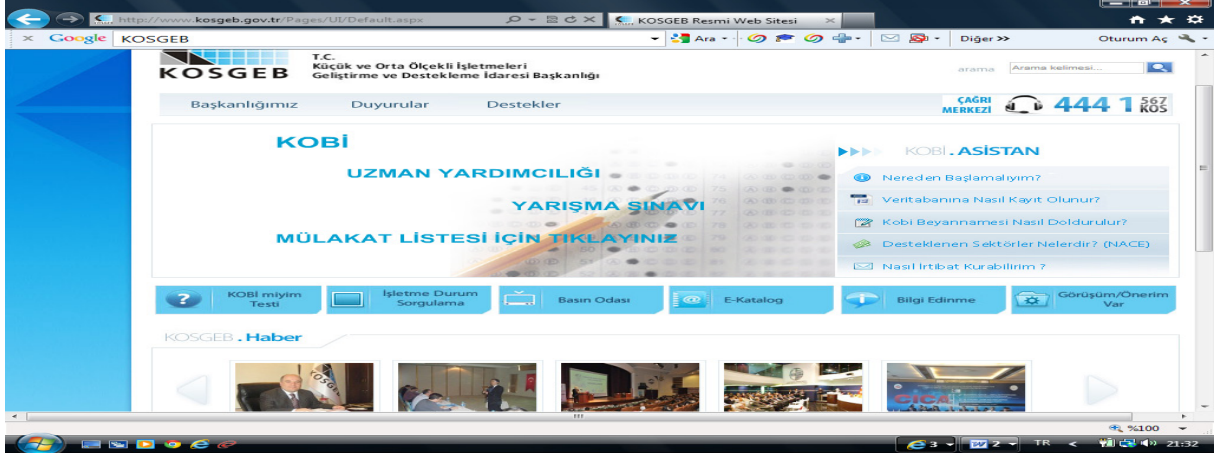 http://www.kosgeb.gov.tr/Pages/UI/Default.aspx
KOSGEB Resmi Web Sitesi
Google KOSGEB
Ara
Diğer >>
Oturum Aç
KOSGEB
T.C.
Küçük ve Orta Ölçekli İşletmeleri
Geliştirme ve Destekleme İdaresi Başkanlığı
arama
Arama kelimesi...
Başkanlığımız
Duyurular
Destekler
ÇAĞRI
MERKEZİ
444 1 567
KOS
KOBİ
UZMAN YARDIMCILIĞI
YARIŞMA SINAVI
MÜLAKAT LİSTESİ İÇİN TIKLAYINIZ
KOBİ.ASİSTAN
Nereden Başlamalıyım?
Veritabanına Nasıl Kayıt Olunur?
Kobi Beyannamesi Nasıl Doldurulur?
Desteklenen Sektörler Nelerdir? (NACE)
Nasıl İrtibat Kurabilirim ?
KOBİ miyim
Testi
İşletme Durum
Sorgulama
Basın Odası
E-Katalog
Bilgi Edinme
Görüşüm/Önerim
Var
KOSGEB.Haber
KOSGEB
CICA
%100
3
2
TR
21:32